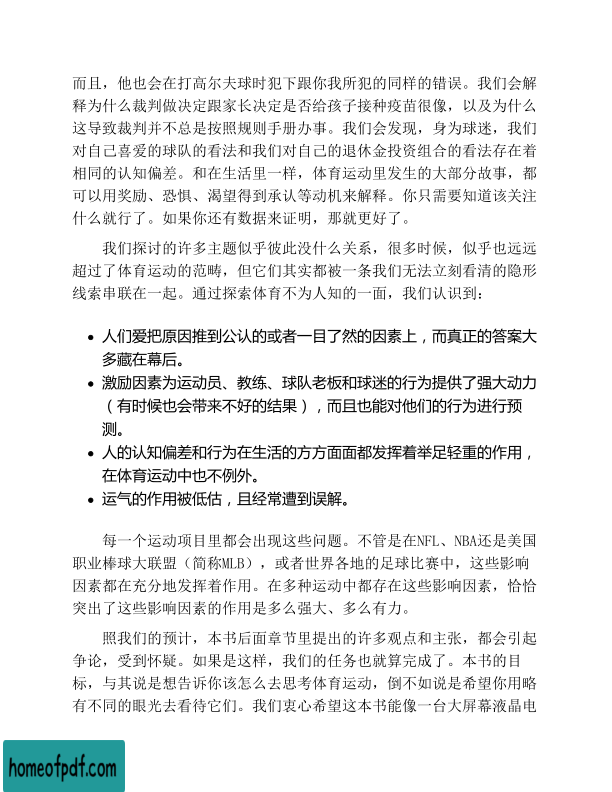 而且，他也会在打高尔夫球时犯下跟你我所犯的同样的错误。我们会解
释为什么裁判做决定跟家长决定是否给孩子接种疫苗很像，以及为什么
这导致裁判并不总是按照规则手册办事。我们会发现，身为球迷，我们
对自己喜爱的球队的看法和我们对自己的退休金投资组合的看法存在着
相同的认知偏差。和在生活里一样，体育运动里发生的大部分故事，都
可以用奖励、恐惧、渴望得到承认等动机来解释。你只需要知道该关注
什么就行了。如果你还有数据来证明，那就更好了。
我们探讨的许多主题似乎彼此没什么关系，很多时候，似乎也远远
超过了体育运动的范畴，但它们其实都被一条我们无法立刻看清的隐形
线索串联在一起。通过探索体育不为人知的一面，我们认识到：
• 人们爱把原因推到公认的或者一目了然的因素上，而真正的答案大
多藏在幕后。
• 激励因素为运动员、教练、球队老板和球迷的行为提供了强大动力
（有时候也会带来不好的结果），而且也能对他们的行为进行预
测。
• 人的认知偏差和行为在生活的方方面面都发挥着举足轻重的作用，
在体育运动中也不例外。
• 运气的作用被低估，且经常遭到误解。
每一个运动项目里都会出现这些问题。不管是在NFL、NBA还是美国
职业棒球大联盟（简称MLB），或者世界各地的足球比赛中，这些影响
因素都在充分地发挥着作用。在多种运动中都存在这些影响因素，恰恰
突出了这些影响因素的作用是多么强大、多么有力。
照我们的预计，本书后面章节里提出的许多观点和主张，都会引起
争论，受到怀疑。如果是这样，我们的任务也就算完成了。本书的目
标，与其说是想告诉你该怎么去思考体育运动，倒不如说是希望你用略
有不同的眼光去看待它们。我们衷心希望这本书能像一台大屏幕液晶电
homeofpdf.com